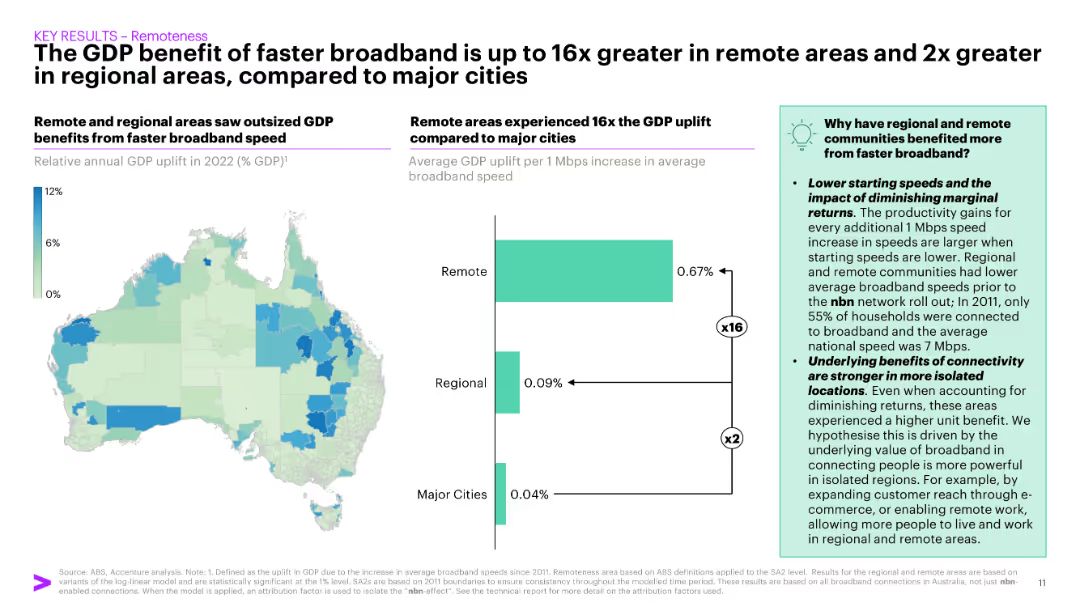 KEY RESULTS – Remoteness
The GDP benefit of faster broadband is up to 16x greater in remote areas and 2x greater
in regional areas, compared to major cities
Remote and regional areas saw outsized GDP
benefits from faster broadband speed
Relative annual GDP uplift in 2022 (% GDP)¹
12%
6%
0%
Remote areas experienced 16x the GDP uplift
compared to major cities
Average GDP uplift per 1 Mbps increase in average
broadband speed
Remote
0.67%
x16
Regional
0.09%
x2
Major Cities
0.04%
Why have regional and remote
communities benefited more
from faster broadband?
• Lower starting speeds and the
impact of diminishing marginal
returns. The productivity gains for
every additional 1 Mbps speed
increase in speeds are larger when
starting speeds are lower. Regional
and remote communities had lower
average broadband speeds prior to
the nbn network roll out; In 2011, only
55% of households were connected
to broadband and the average
national speed was 7 Mbps.
• Underlying benefits of connectivity
are stronger in more isolated
locations. Even when accounting for
diminishing returns, these areas
experienced a higher unit benefit. We
hypothesise this is driven by the
underlying value of broadband in
connecting people is more powerful
in isolated regions. For example, by
expanding customer reach through e-
commerce, or enabling remote work,
allowing more people to live and work
in regional and remote areas.
Source: ABS, Accenture analysis. Note: 1. Defined as the uplift in GDP due to the increase in average broadband speeds since 2011. Remoteness area based on ABS definitions applied to the SA2 level. Results for the regional and remote areas are based on
variants of the log-linear model and are statistically significant at the 1% level. SA2s are based on 2011 boundaries to ensure consistency throughout the modelled time period. These results are based on all broadband connections in Australia, not just nbn-
enabled connections. When the model is applied, an attribution factor is used to isolate the "nbn-effect". See the technical report for more detail on the attribution factors used.
11